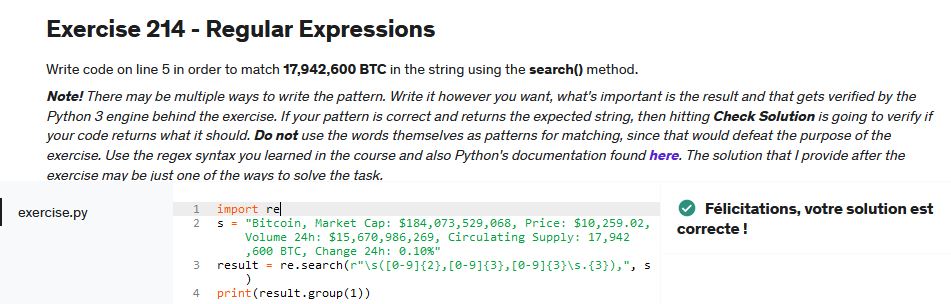 Exercise 214 - Regular Expressions
Write code on line 5 in order to match 17,942,600 BTC in the string using the search() method.
Note! There may be multiple ways to write the pattern. Write it however you want, what's important is the result and that gets verified by the
Python 3 engine behind the exercise. If your pattern is correct and returns the expected string, then hitting Check Solution is going to verify if
your code returns what it should. Do not use the words themselves as patterns for matching, since that would defeat the purpose of the
exercise. Use the regex syntax you learned in the course and also Python's documentation found here. The solution that I provide after the
exercise may be just one of the ways to solve the task.
exercise.py
1 import re
2 s = "Bitcoin, Market Cap: $184,073,529,068, Price: $10,259.02,
Volume 24h: $15,670,986,269, Circulating Supply: 17,942
,600 BTC, Change 24h: 0.10%"
3 result = re.search(r"\s([0-9]{2},[0-9]{3},[0-9]{3}\s.{3}),", s
)
4 print(result.group(1))
Félicitations, votre solution est
correcte !